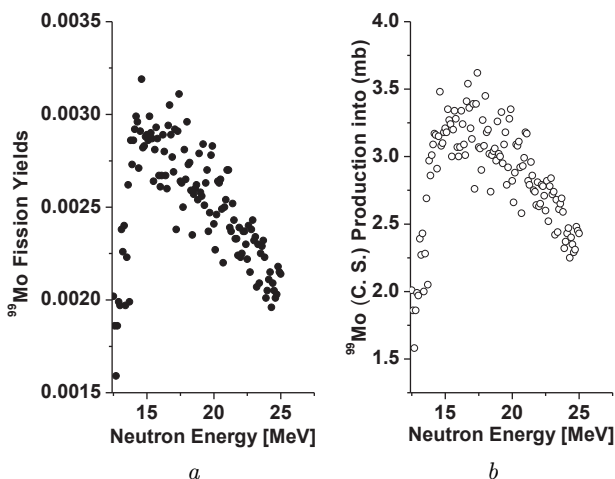 ⁹⁹Mo Fission Yields
0.0035
0.0030
0.0025
0.0020
0.0015
15 20 25
Neutron Energy [MeV]
a
⁹⁹Mo (C. S.) Production into (mb)
4.0
3.5
3.0
2.5
2.0
1.5
15 20 25
Neutron Energy [MeV]
b